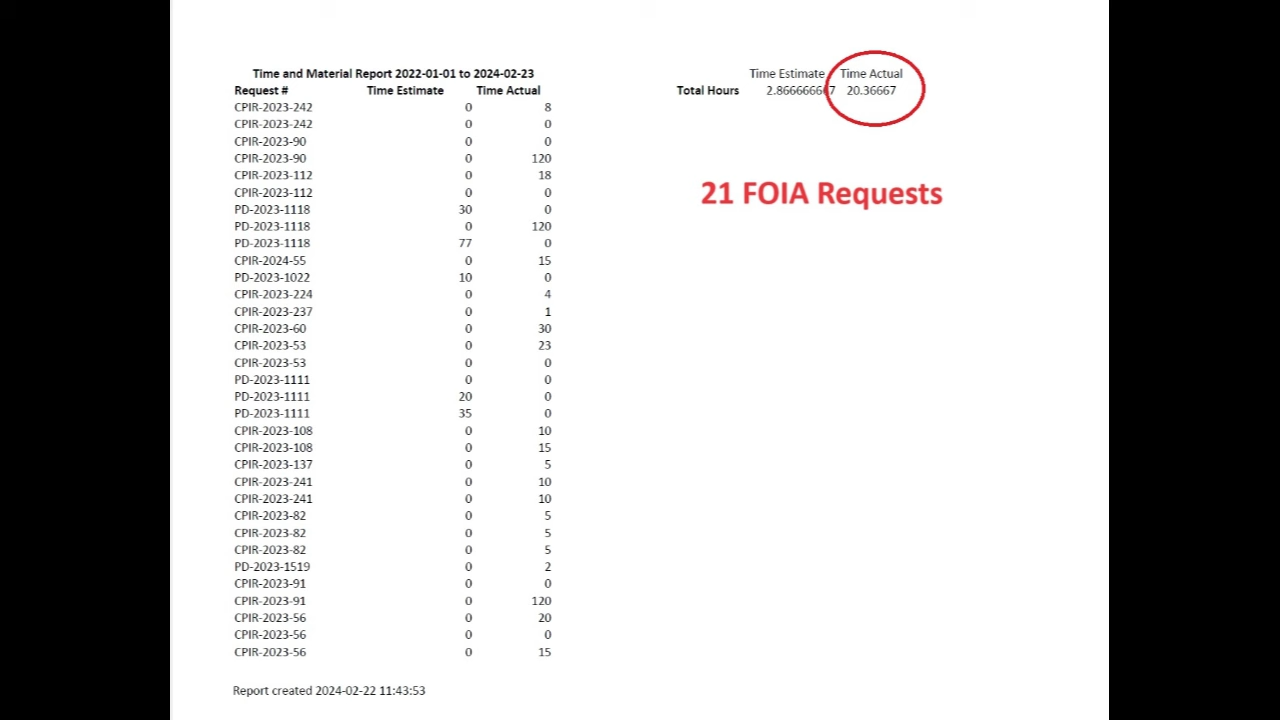 Time and Material Report 2022-01-01 to 2024-02-23
Request # Time Estimate Time Actual
CPIR-2023-242 0 8
CPIR-2023-242 0 0
CPIR-2023-90 0 0
CPIR-2023-90 0 120
CPIR-2023-112 0 18
CPIR-2023-112 0 0
PD-2023-1118 30 0
PD-2023-1118 0 120
PD-2023-1118 77 0
CPIR-2024-55 0 15
PD-2023-1022 10 0
CPIR-2023-224 0 4
CPIR-2023-237 0 1
CPIR-2023-60 0 30
CPIR-2023-53 0 23
CPIR-2023-53 0 0
PD-2023-1111 0 0
PD-2023-1111 20 0
PD-2023-1111 35 0
CPIR-2023-108 0 10
CPIR-2023-108 0 15
CPIR-2023-137 0 5
CPIR-2023-241 0 10
CPIR-2023-241 0 10
CPIR-2023-82 0 5
CPIR-2023-82 0 5
CPIR-2023-82 0 5
PD-2023-1519 0 2
CPIR-2023-91 0 0
CPIR-2023-91 0 120
CPIR-2023-56 0 20
CPIR-2023-56 0 0
CPIR-2023-56 0 15
Report created 2024-02-22 11:43:53
Time Estimate Time Actual
Total Hours 2.866666667 20.36667
21 FOIA Requests